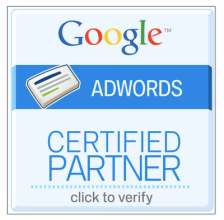 Google™
ADWORDS
CERTIFIED
PARTNER
click to verify